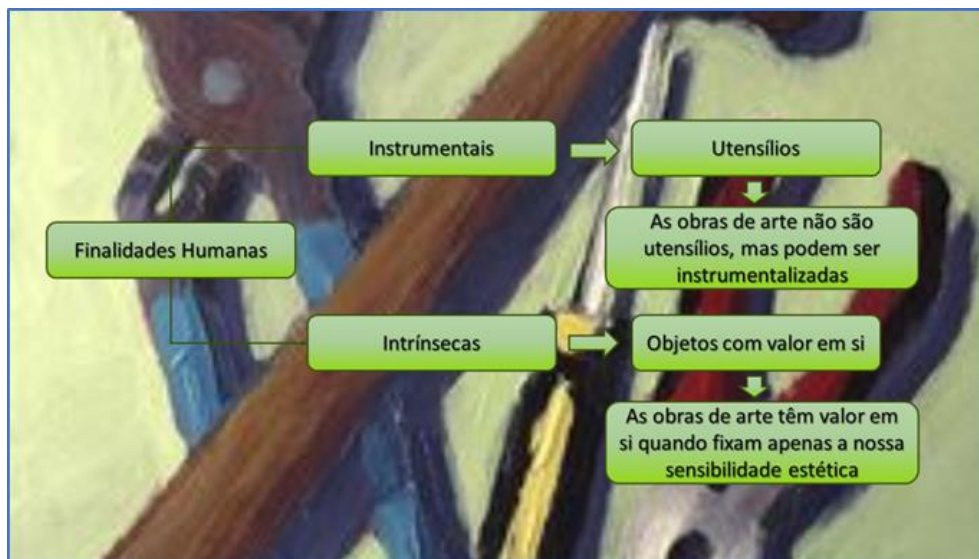 Instrumentais
Utensílios
As obras de arte não são
utensílios, mas podem ser
instrumentalizadas
Finalidades Humanas
Intrínsecas
Objetos com valor em si
As obras de arte têm valor em
si quando fixam apenas a nossa
sensibilidade estética